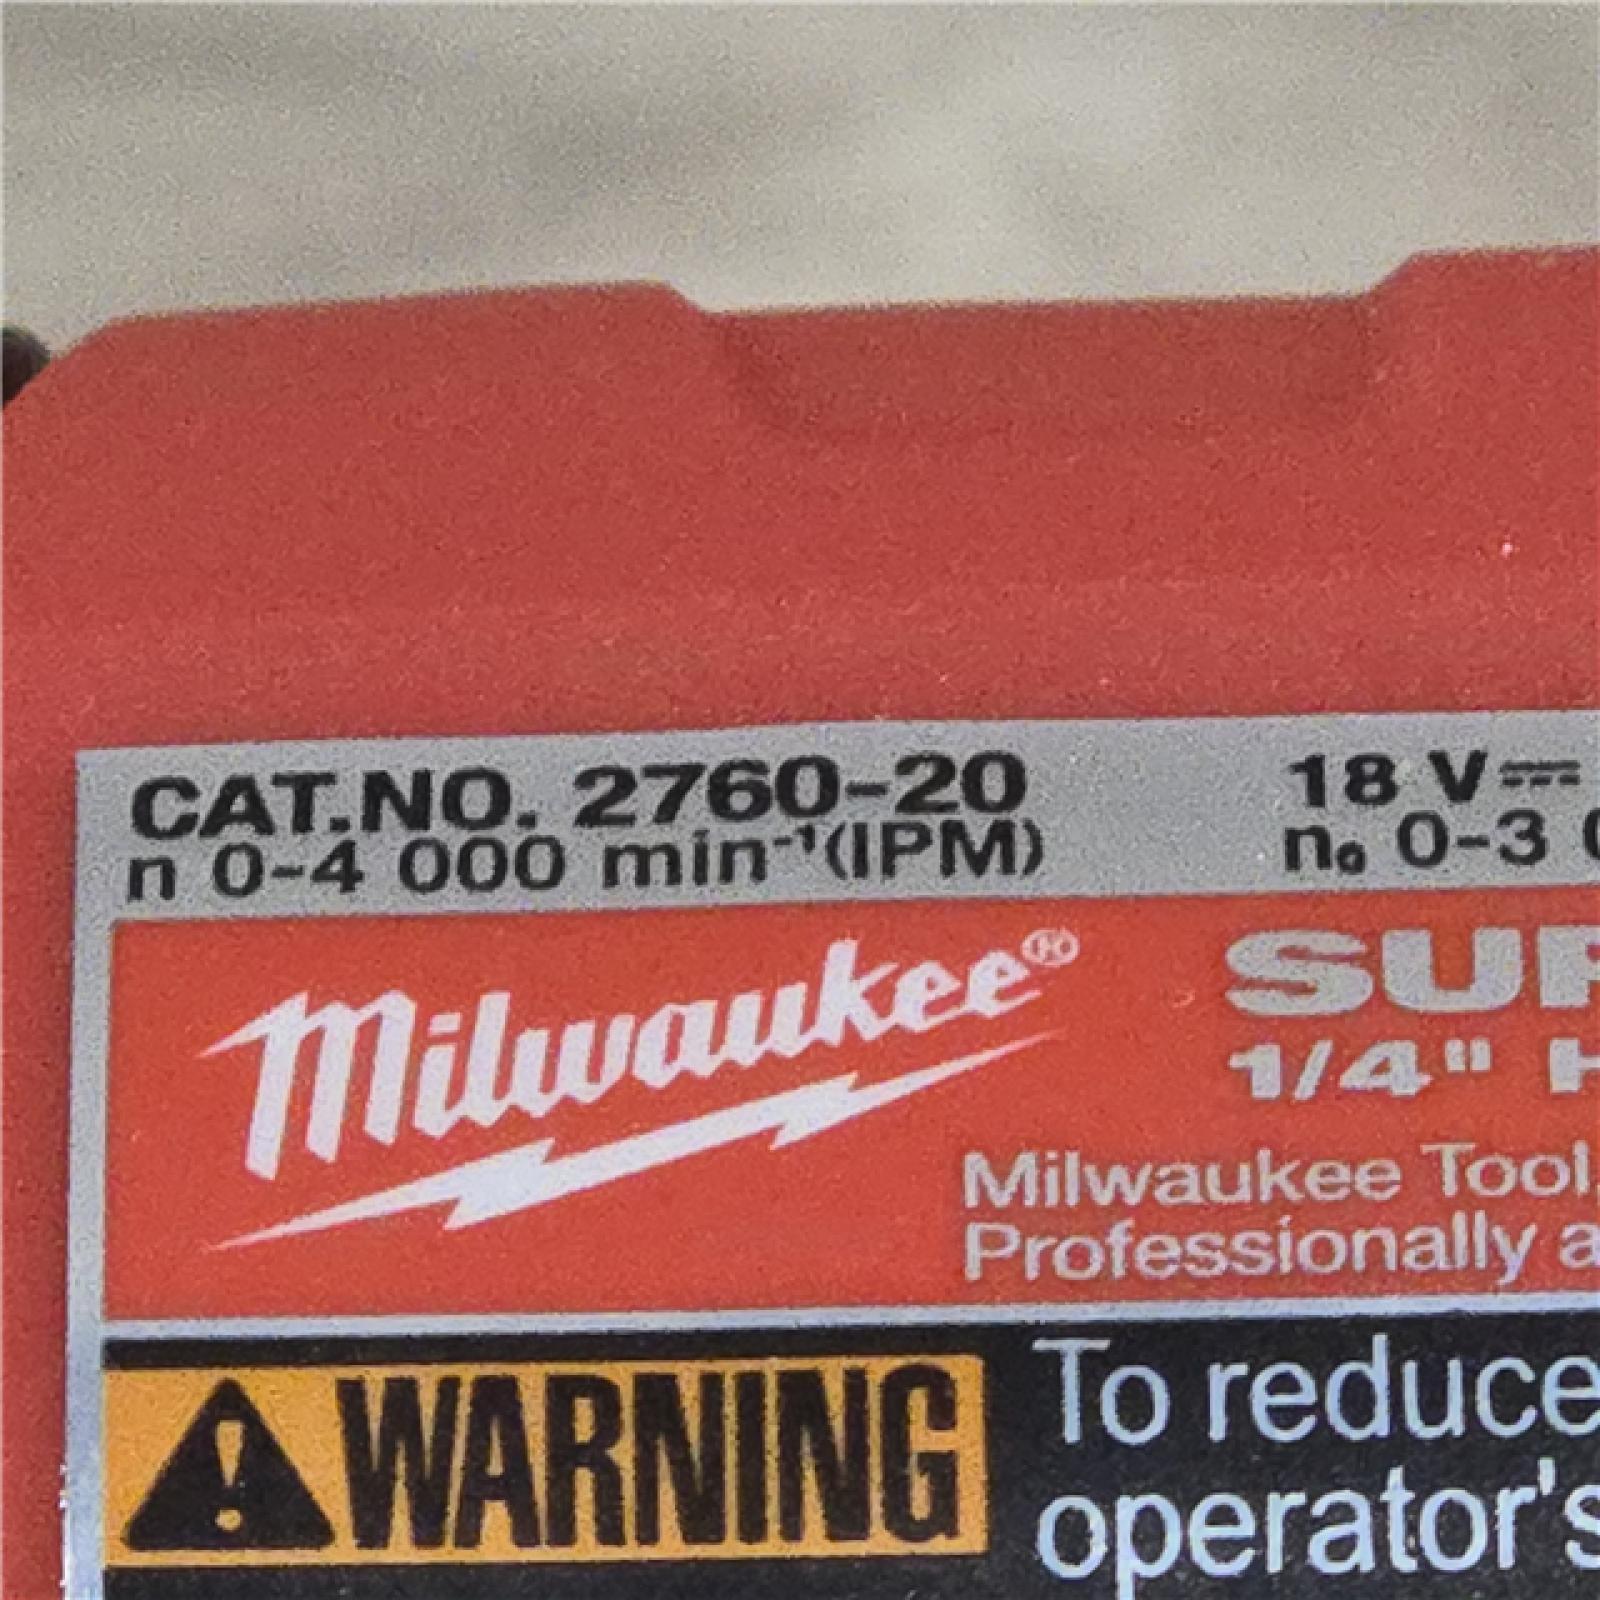 CAT.NO. 2760-20 18 V⎓
n 0-4 000 min⁻¹(IPM) n₀ 0-3
Milwaukee®
1/4"
Milwaukee Tool,
Professionally
WARNING
To reduce
operator's